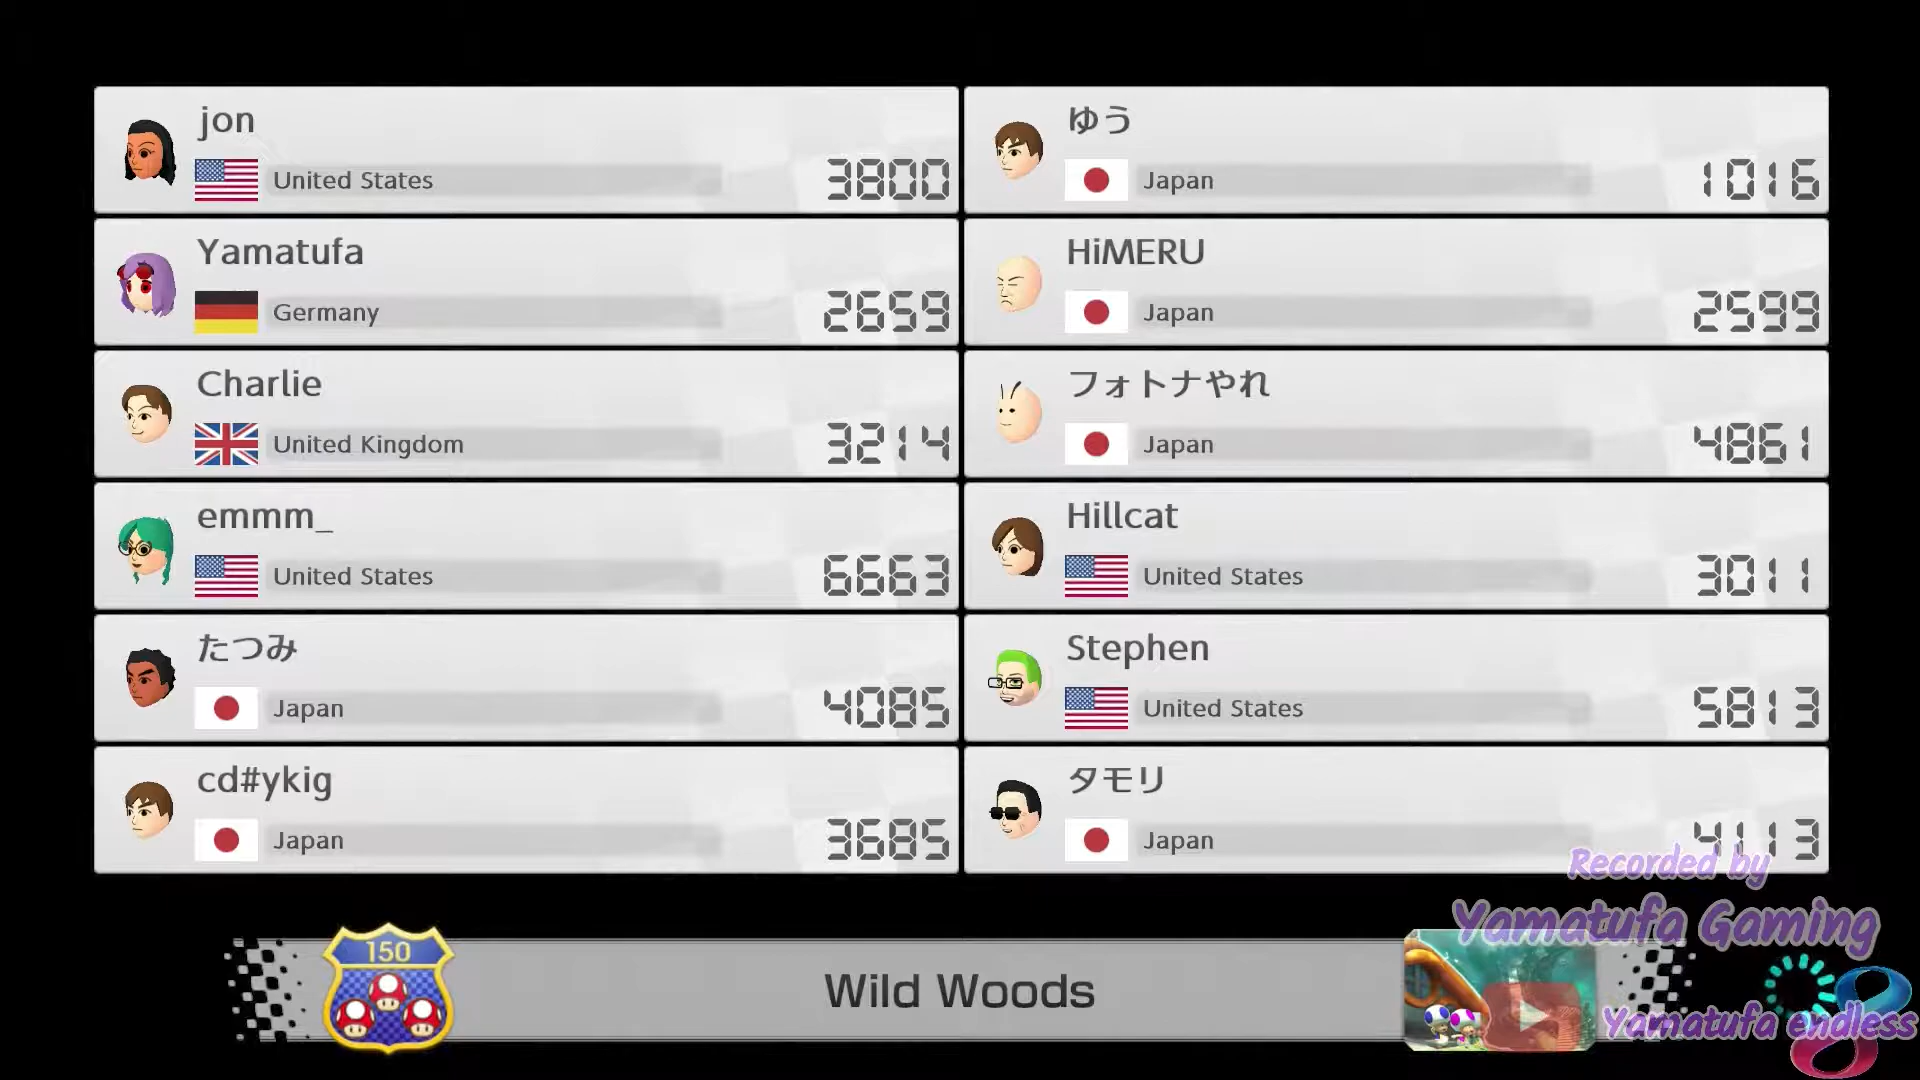 jon
United States
3800
Yamatufa
Germany
2659
Charlie
United Kingdom
3214
emmm_
United States
6663
たつみ
Japan
4085
cd#ykig
Japan
3685
ゆう
Japan
1016
HiMERU
Japan
2599
フォトナやれ
Japan
4861
Hillcat
United States
3011
Stephen
United States
5813
タモリ
Japan
4113
150
Wild Woods
Recorded by
Yamatufa Gaming
Yamatufa endless
8